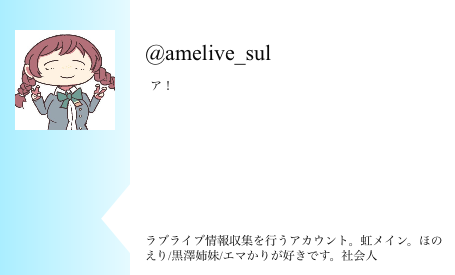 @amelive_sul
ア！
ラブライブ情報収集を行うアカウント。虹メイン。ほの
えり/黒澤姉妹/エマかりが好きです。社会人